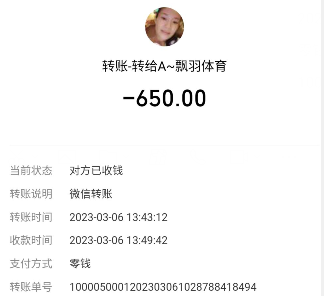 转账-转给A~飘羽体育
-650.00
当前状态 对方已收钱
转账说明 微信转账
转账时间 2023-03-06 13:43:12
收款时间 2023-03-06 13:49:42
支付方式 零钱
转账单号 1000050001202303061028788418494